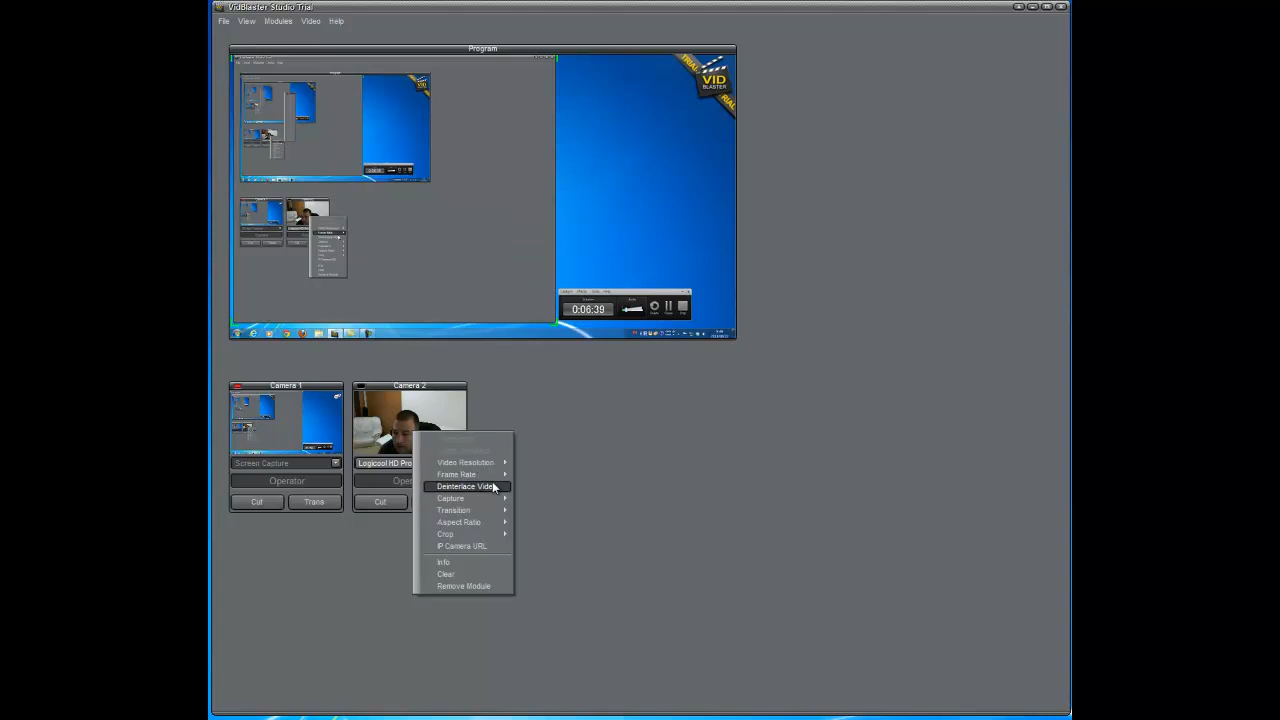 VidBlaster Studio Trial
File View Modules Video Help
Program
TRIAL
VID
BLASTER
TRIAL
0:06:39
Camera 1
Camera 2
Screen Capture
Logicool HD Pro
Operator
Oper
Cut
Trans
Cut
Video Resolution
Frame Rate
Deinterlace Vide
Capture
Transition
Aspect Ratio
Crop
IP Camera URL
Info
Clear
Remove Module